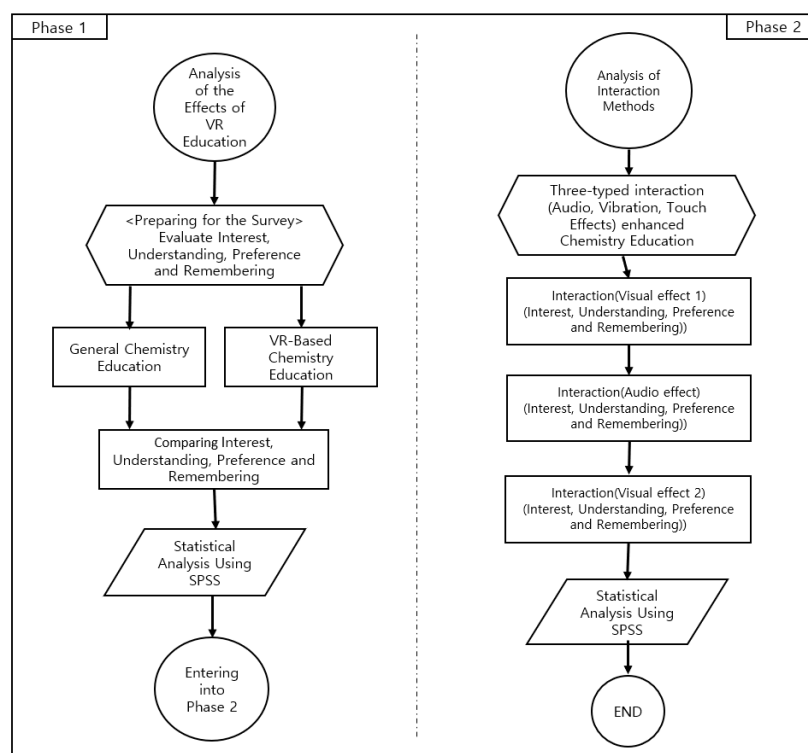 Phase 1
Analysis
of the
Effects of
VR
Education
<Preparing for the Survey>
Evaluate Interest,
Understanding, Preference
and Remembering
General Chemistry
Education
VR-Based
Chemistry
Education
Comparing Interest,
Understanding, Preference and
Remembering
Statistical
Analysis Using
SPSS
Entering
into
Phase 2
Phase 2
Analysis of
Interaction
Methods
Three-typed interaction
(Audio, Vibration, Touch
Effects) enhanced
Chemistry Education
Interaction(Visual effect 1)
(Interest, Understanding, Preference
and Remembering))
Interaction(Audio effect)
(Interest, Understanding, Preference
and Remembering))
Interaction(Visual effect 2)
(Interest, Understanding, Preference
and Remembering))
Statistical
Analysis Using
SPSS
END